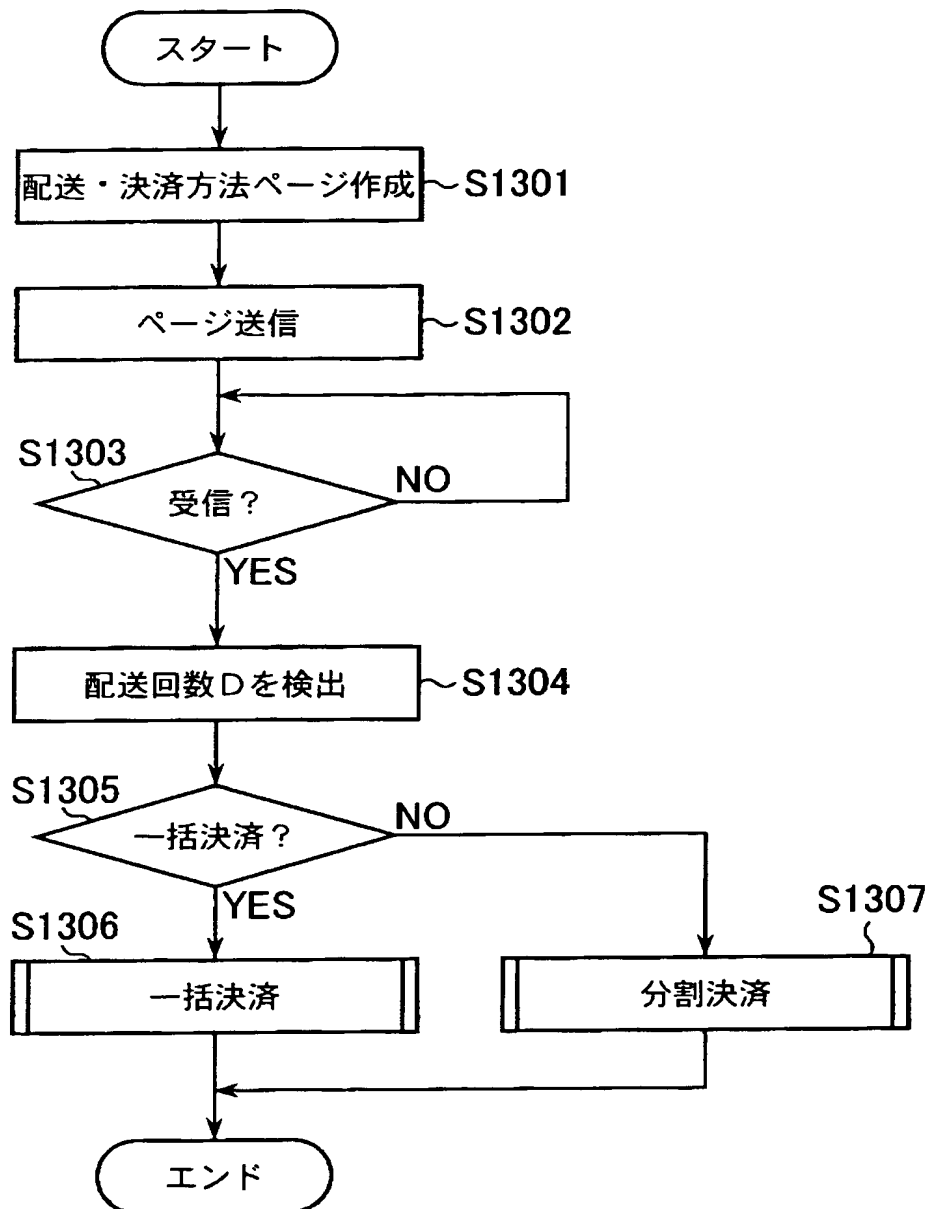 スタート
配送・決済方法ページ作成
S1301
ページ送信
S1302
S1303
受信?
NO
YES
配送回数Dを検出
S1304
S1305
一括決済?
NO
YES
S1306
一括決済
S1307
分割決済
エンド